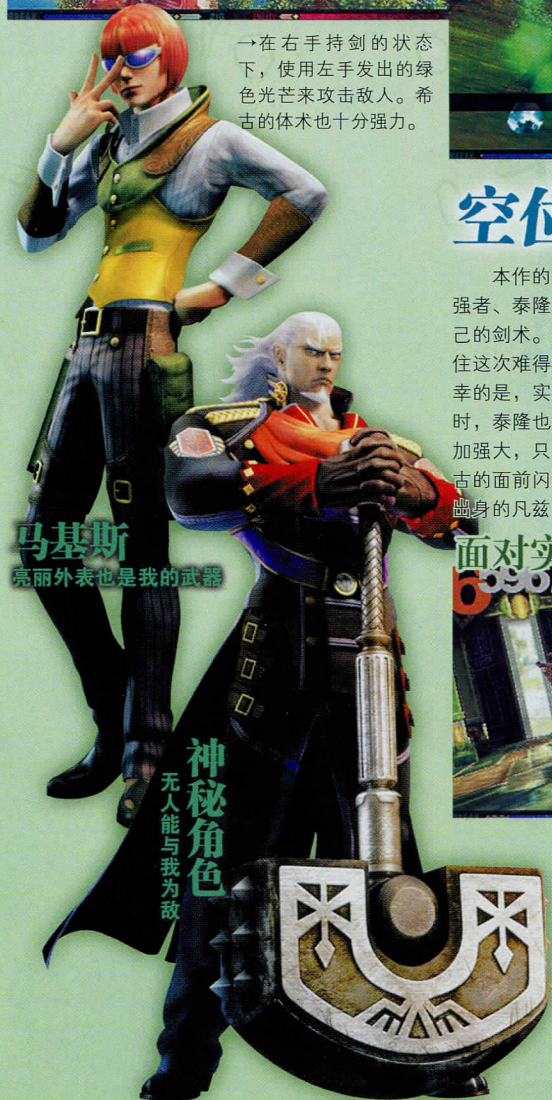 →在右手持剑的状态
下，使用左手发出的绿
色光芒来攻击敌人。希
古的体术也十分强力。
空位
本作的
强者、泰隆
己的剑术。
住这次难得
幸的是，实
时，泰隆也
加强大，只
古的面前闪
出身的凡兹
面对实
马基斯
亮丽外表也是我的武器
神秘角色
无人能与我为敌